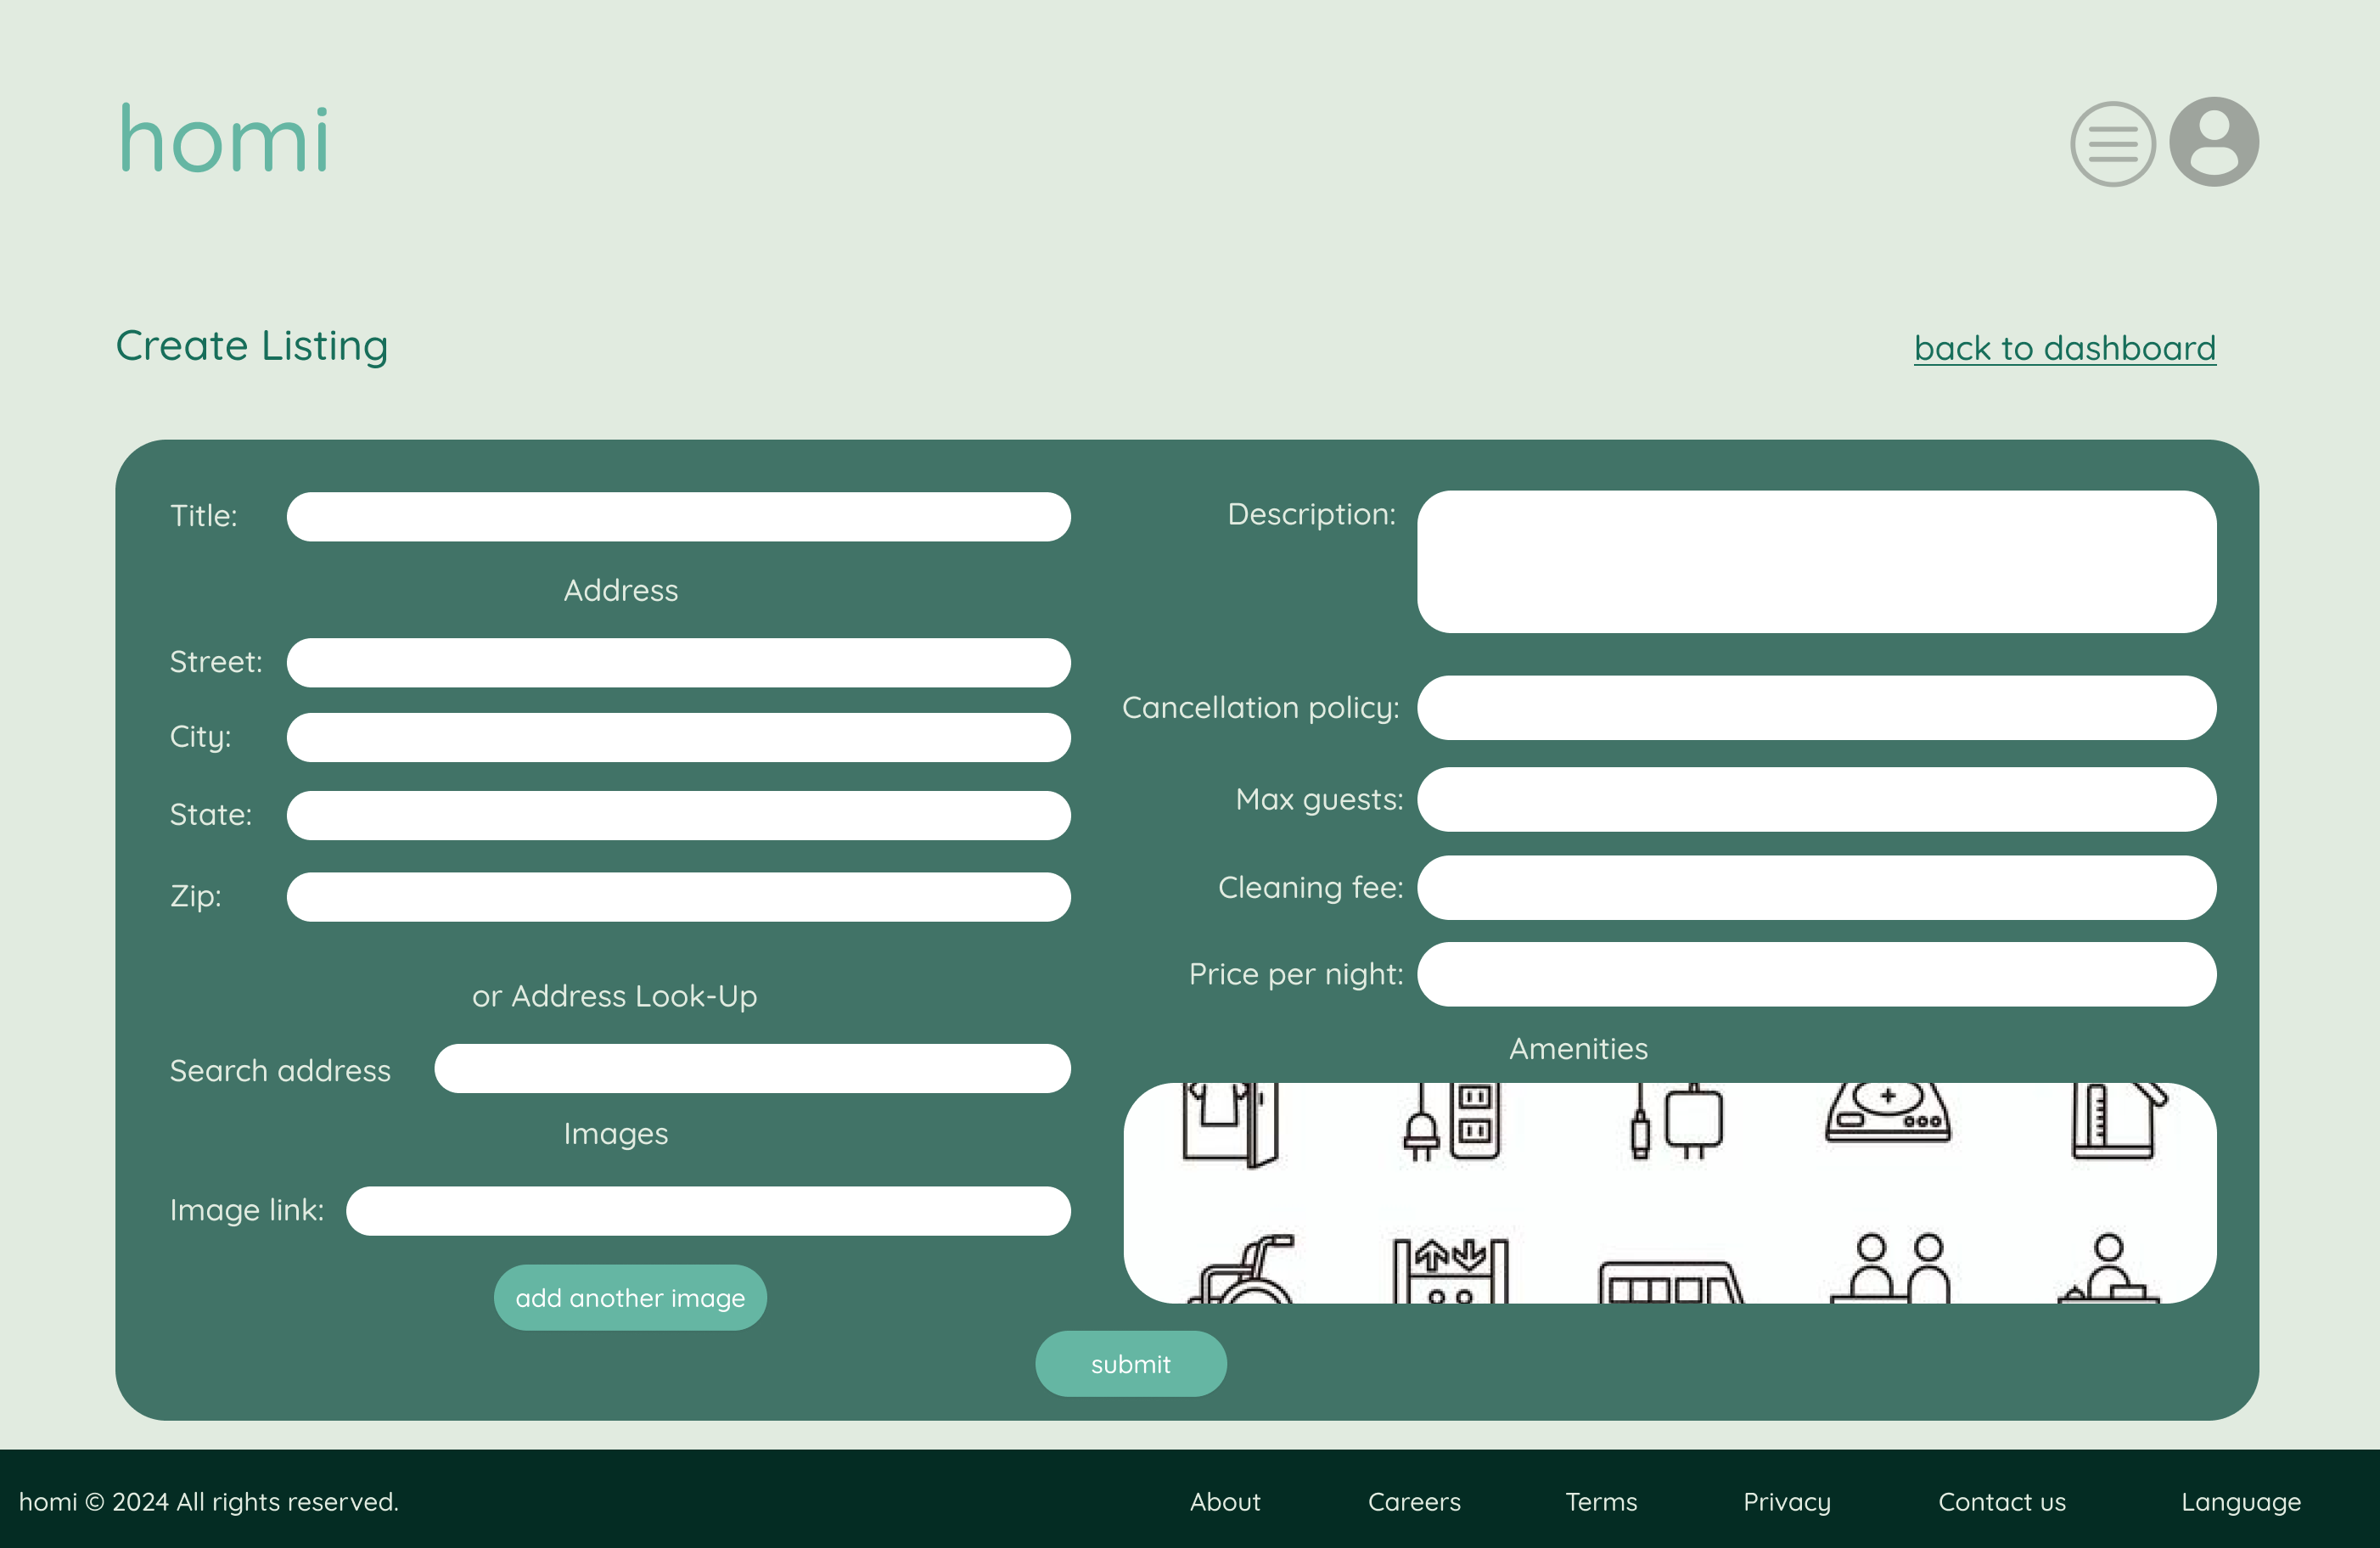 homi
Create Listing
back to dashboard
Title:
Address
Street:
City:
State:
Zip:
or Address Look-Up
Search address
Images
Image link:
add another image
Description:
Cancellation policy:
Max guests:
Cleaning fee:
Price per night:
Amenities
submit
homi © 2024 All rights reserved.
About
Careers
Terms
Privacy
Contact us
Language